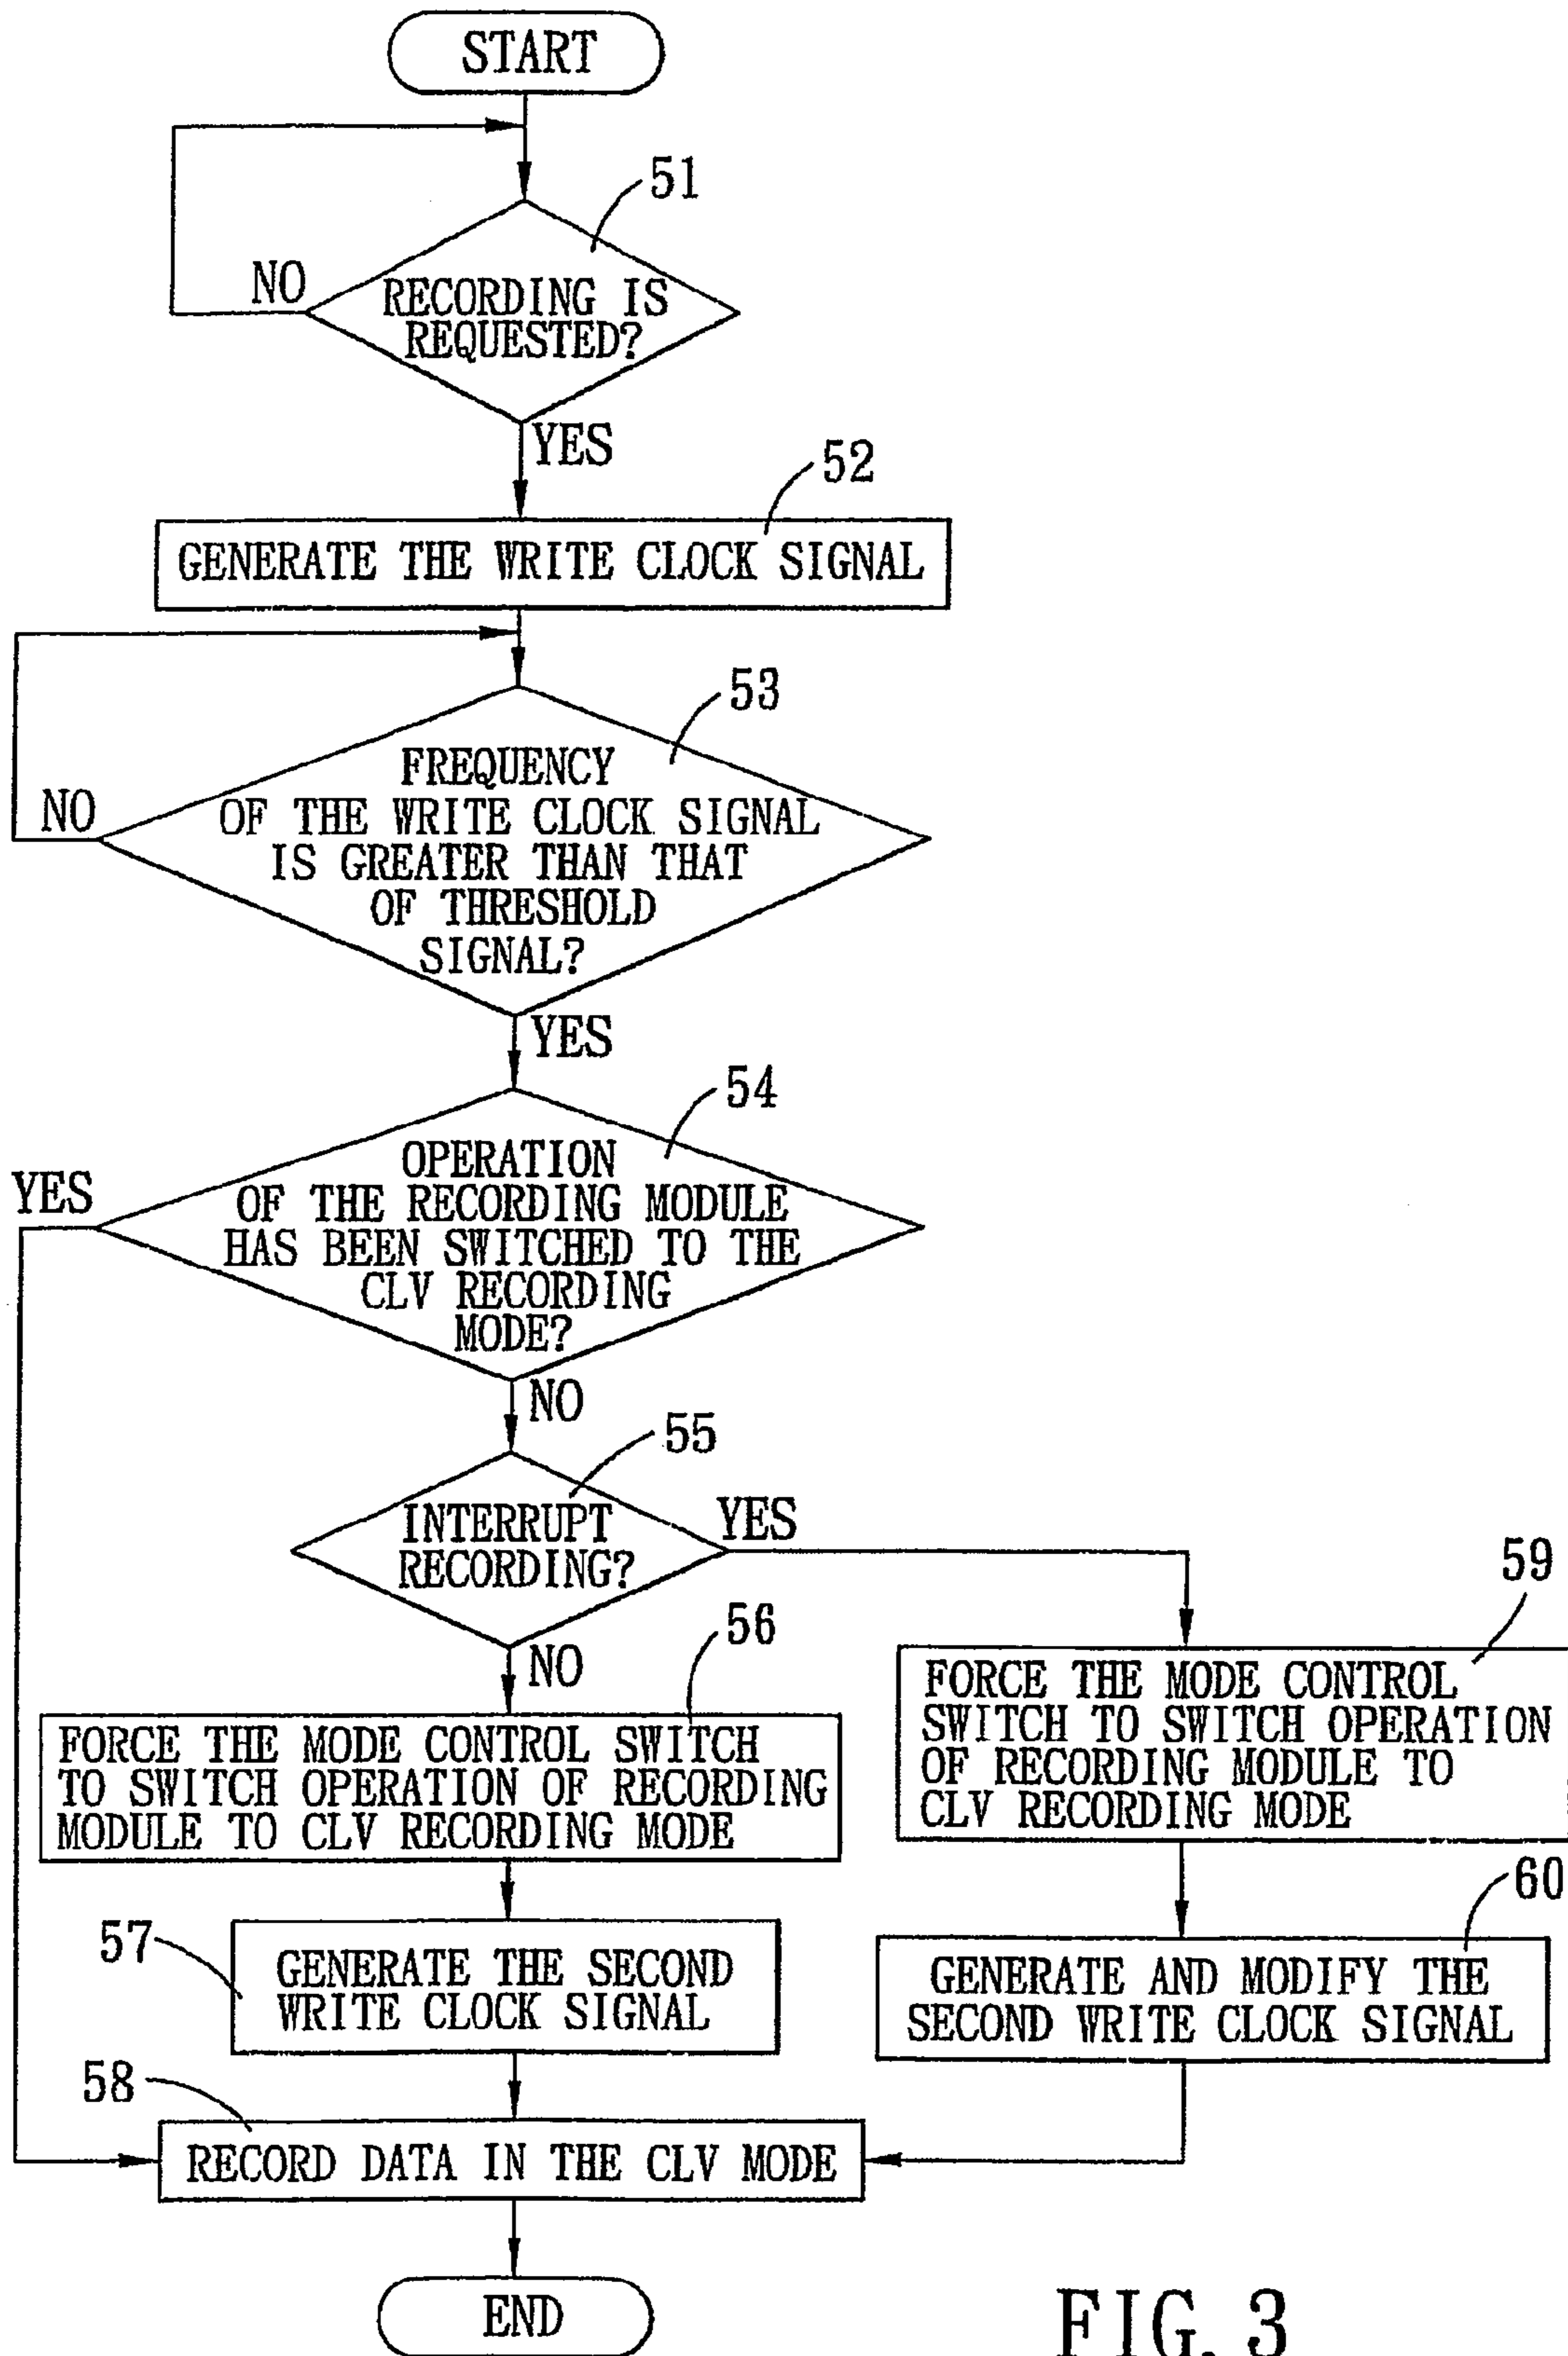 START
51
NO
RECORDING IS
REQUESTED?
YES
52
GENERATE THE WRITE CLOCK SIGNAL
53
FREQUENCY
NO
OF THE WRITE CLOCK SIGNAL
IS GREATER THAN THAT
OF THRESHOLD
SIGNAL?
YES
54
OPERATION
YES
OF THE RECORDING MODULE
HAS BEEN SWITCHED TO THE
CLV RECORDING
MODE?
NO
55
INTERRUPT
RECORDING?
YES
NO
56
FORCE THE MODE CONTROL SWITCH
TO SWITCH OPERATION OF RECORDING
MODULE TO CLV RECORDING MODE
59
FORCE THE MODE CONTROL
SWITCH TO SWITCH OPERATION
OF RECORDING MODULE TO
CLV RECORDING MODE
57
GENERATE THE SECOND
WRITE CLOCK SIGNAL
60
GENERATE AND MODIFY THE
SECOND WRITE CLOCK SIGNAL
58
RECORD DATA IN THE CLV MODE
END
FIG. 3